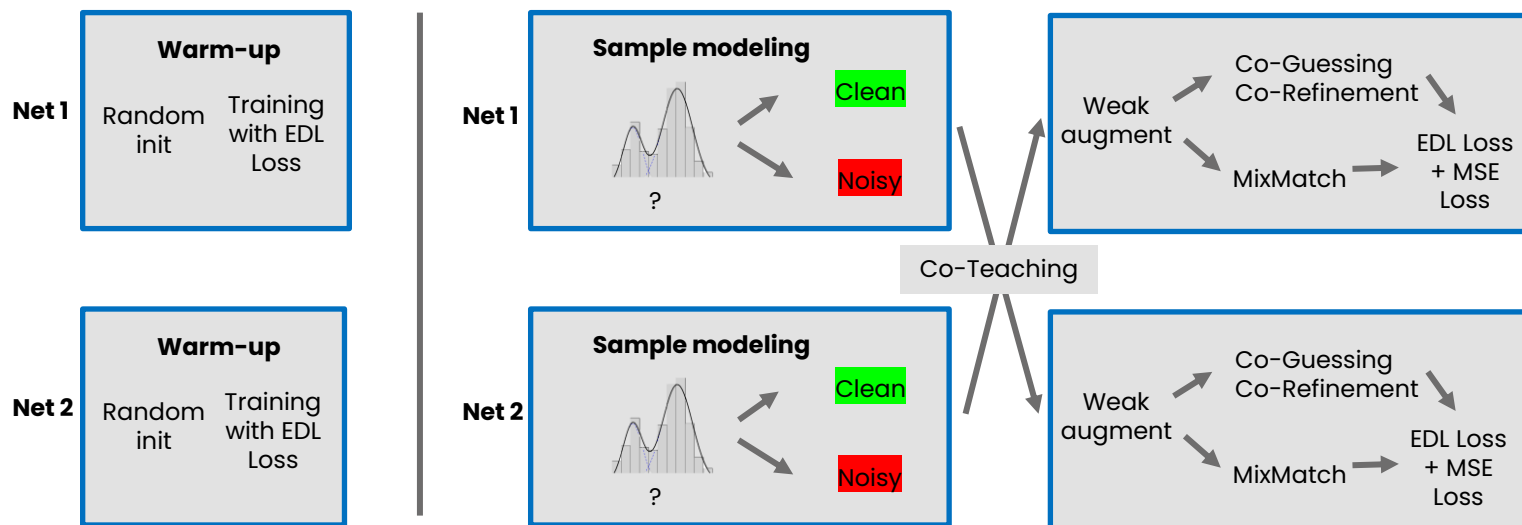 Net 1
Warm-up
Random
init
Training
with EDL
Loss
Net 1
Sample modeling
?
Clean
Noisy
Weak
augment
Co-Guessing
Co-Refinement
MixMatch
EDL Loss
+ MSE
Loss
Co-Teaching
Net 2
Warm-up
Random
init
Training
with EDL
Loss
Net 2
Sample modeling
?
Clean
Noisy
Weak
augment
Co-Guessing
Co-Refinement
MixMatch
EDL Loss
+ MSE
Loss